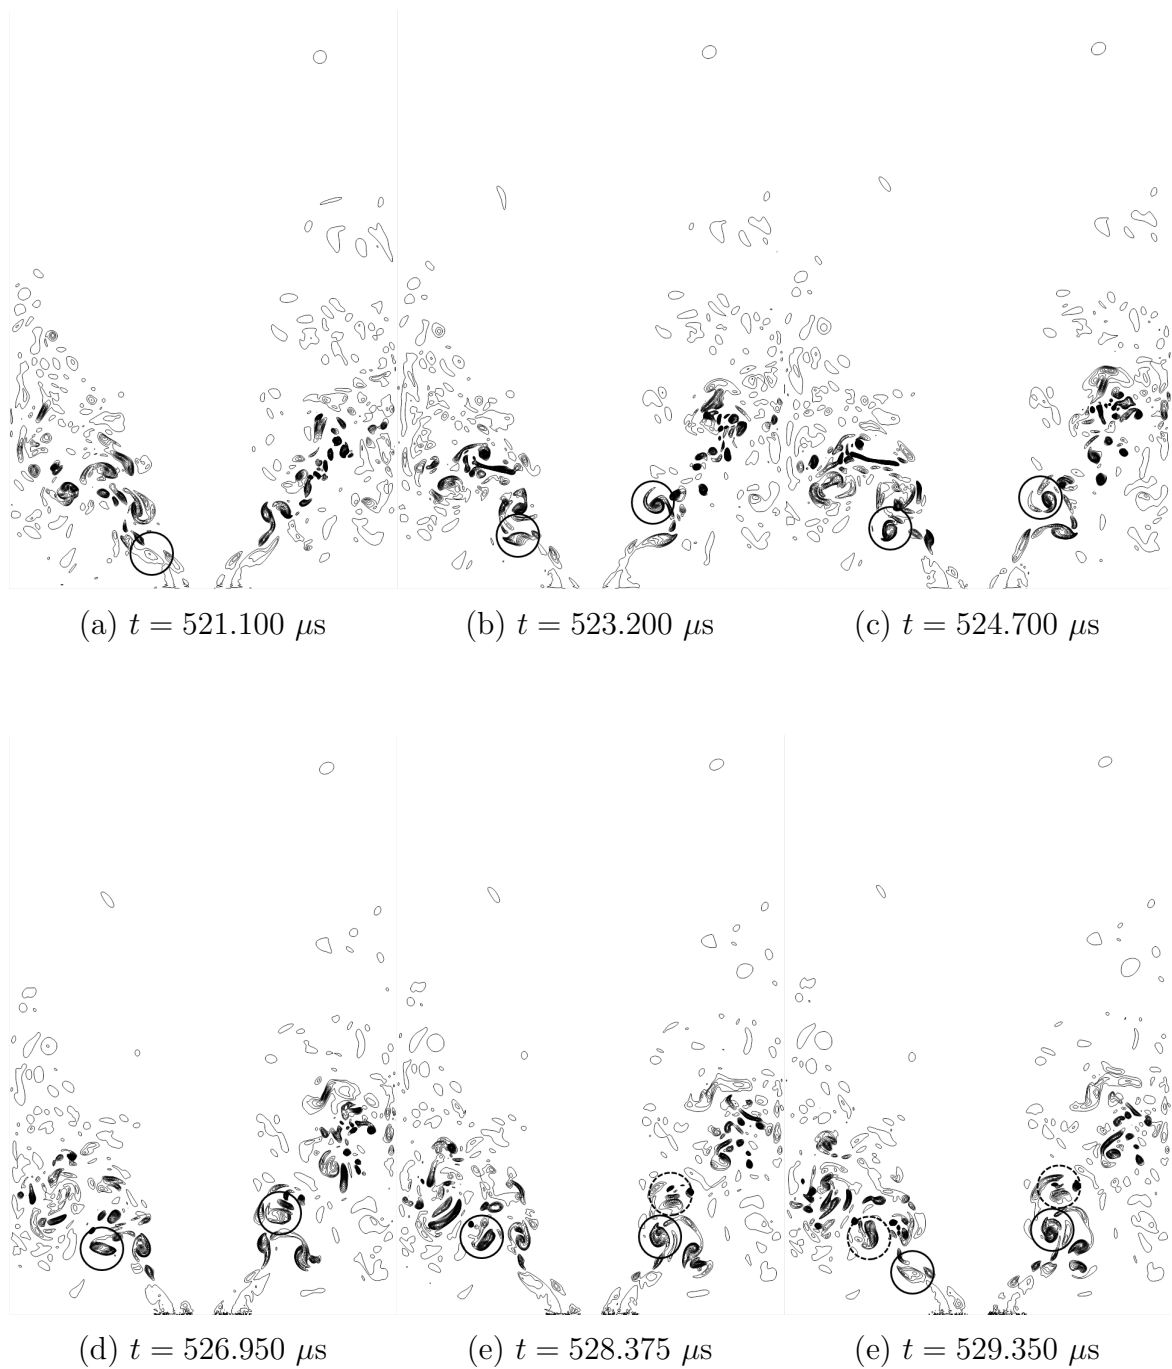 (a) t = 521.100 μs
(b) t = 523.200 μs
(c) t = 524.700 μs
(d) t = 526.950 μs
(e) t = 528.375 μs
(e) t = 529.350 μs